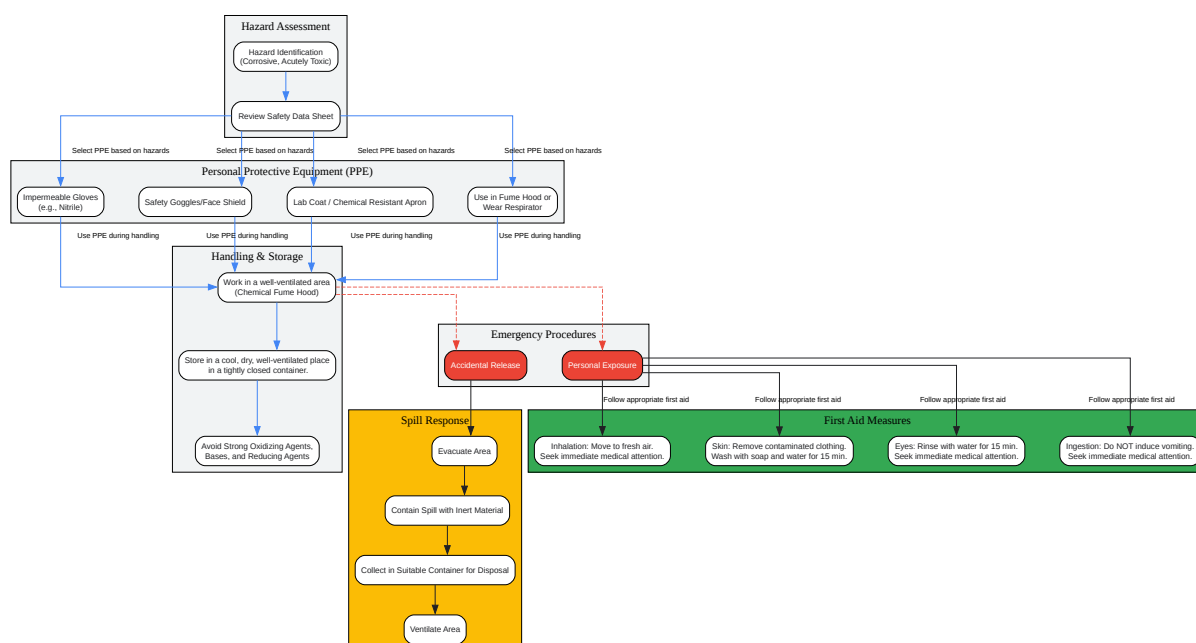 Hazard Assessment
Hazard Identification
(Corrosive, Acutely Toxic)
Review Safety Data Sheet
Select PPE based on hazards
Select PPE based on hazards
Select PPE based on hazards
Select PPE based on hazards
Personal Protective Equipment (PPE)
Impermeable Gloves
(e.g., Nitrile)
Safety Goggles/Face Shield
Lab Coat / Chemical Resistant Apron
Use in Fume Hood or
Wear Respirator
Use PPE during handling
Use PPE during handling
Use PPE during handling
Use PPE during handling
Handling & Storage
Work in a well-ventilated area
(Chemical Fume Hood)
Store in a cool, dry, well-ventilated place
in a tightly closed container.
Avoid Strong Oxidizing Agents,
Bases, and Reducing Agents
Emergency Procedures
Accidental Release
Personal Exposure
Follow appropriate first aid
Follow appropriate first aid
Follow appropriate first aid
Follow appropriate first aid
Spill Response
Evacuate Area
Contain Spill with Inert Material
Collect in Suitable Container for Disposal
Ventilate Area
First Aid Measures
Inhalation: Move to fresh air.
Seek immediate medical attention.
Skin: Remove contaminated clothing.
Wash with soap and water for 15 min.
Eyes: Rinse with water for 15 min.
Seek immediate medical attention.
Ingestion: Do NOT induce vomiting.
Seek immediate medical attention.